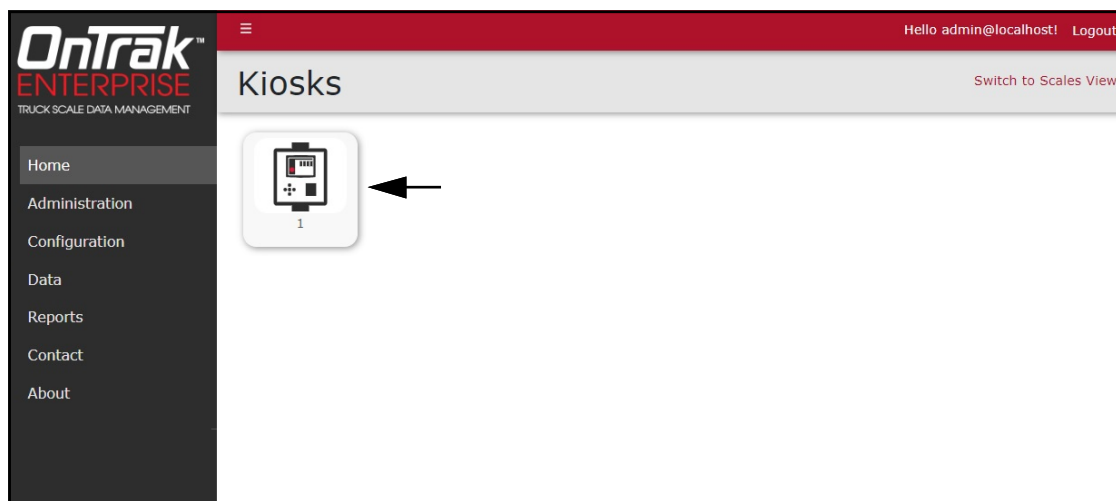 OnTrak™
ENTERPRISE
TRUCK SCALE DATA MANAGEMENT
☰ Hello admin@localhost! Logout
Kiosks Switch to Scales View
Home
Administration
Configuration
Data
Reports
Contact
About
1